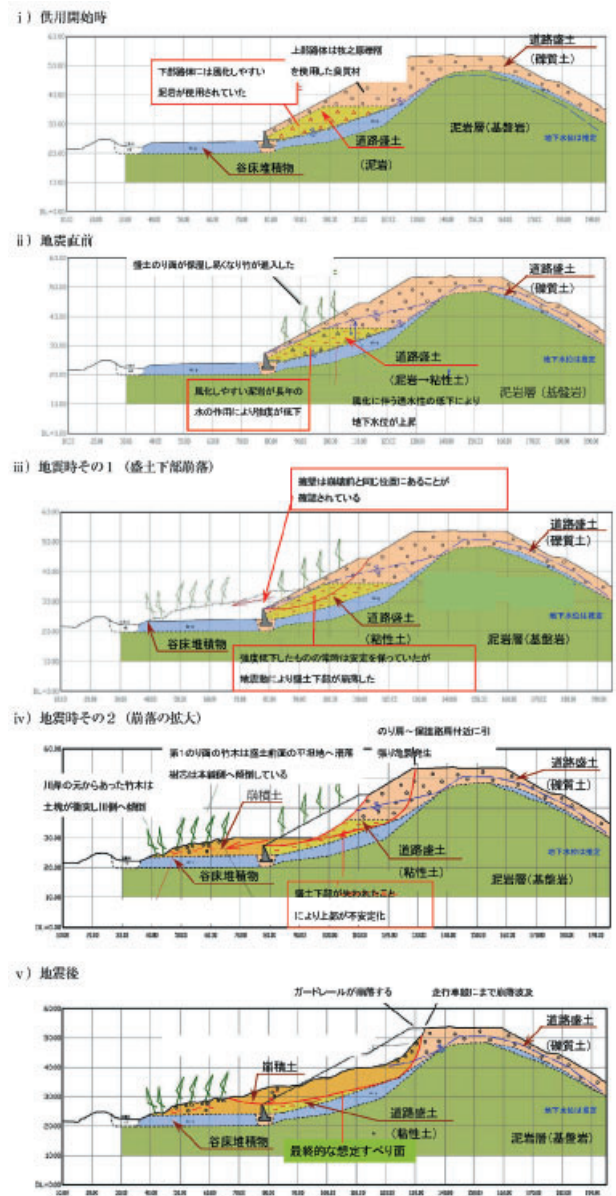 i）供用開始時
上部路体は牧之原礫層
を使用した良質材
下部路体には風化しやすい
泥岩が使用されていた
道路盛土
（礫質土）
泥岩層（基盤岩）
地下水位は推定
道路盛土
（泥岩）
谷床堆積物
ii）地震直前
盛土のり面が保湿し易くなり竹が進入した
道路盛土
（礫質土）
道路盛土
（泥岩→粘性土）
地下水位は推定
泥岩層（基盤岩）
風化しやすい泥岩が長年の
水の作用により強度が低下
風化に伴う透水性の低下により
地下水位が上昇
iii）地震時その1（盛土下部崩落）
擁壁は崩壊前と同じ位置にあることが
確認されている
道路盛土
（礫質土）
地下水位は推定
道路盛土
（粘性土）
谷床堆積物
泥岩層（基盤岩）
強度低下したものの常時は安定を保っていたが
地震動により盛土下部が崩落した
iv）地震時その2（崩落の拡大）
のり肩～保護路肩付近に引
張り亀裂発生
第1のり面の竹木は盛土前面の平坦地へ滑落
樹芯は本線側へ傾倒している
川岸の元からあった竹木は
土塊が衝突し川側へ傾倒
崩積土
道路盛土
（礫質土）
地下水位は推定
道路盛土
（粘性土）
谷床堆積物
泥岩層（基盤岩）
盛土下部が失われたこと
により上部が不安定化
v）地震後
ガードレールが崩落する
走行車線にまで崩落波及
道路盛土
（礫質土）
崩積土
地下水位は推定
道路盛土
（粘性土）
谷床堆積物
泥岩層（基盤岩）
最終的な想定すべり面